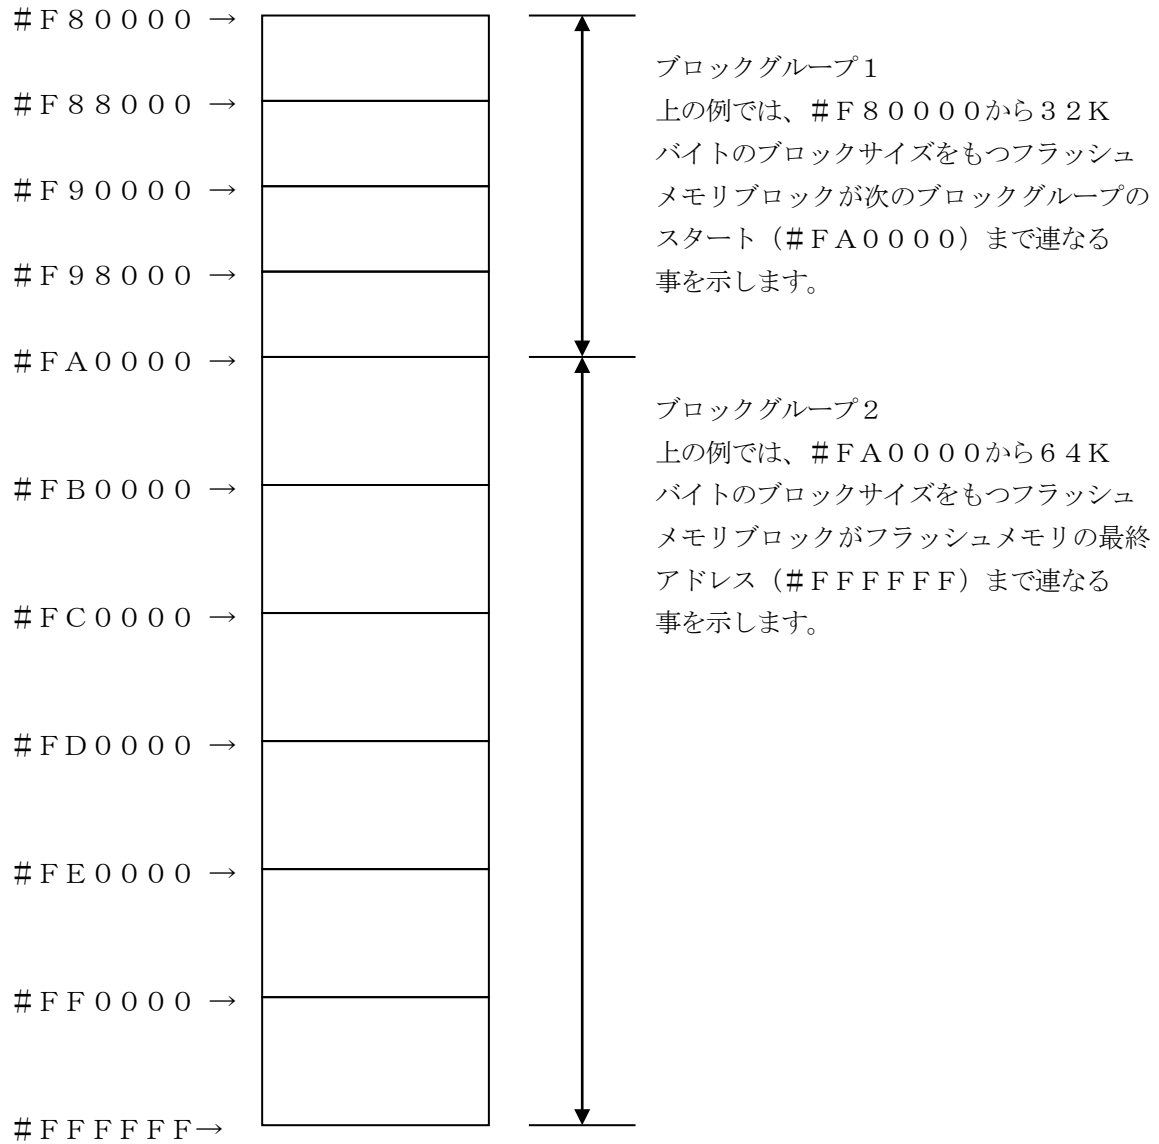 ＃Ｆ８００００ →
ブロックグループ１
＃Ｆ８８０００ →
上の例では、＃Ｆ８００００から３２Ｋ
バイトのブロックサイズをもつフラッシュ
＃Ｆ９００００ →
メモリブロックが次のブロックグループの
スタート（＃ＦＡ００００）まで連なる
＃Ｆ９８０００ →
事を示します。
＃ＦＡ００００ →
ブロックグループ２
上の例では、＃ＦＡ００００から６４Ｋ
＃ＦＢ００００ →
バイトのブロックサイズをもつフラッシュ
メモリブロックがフラッシュメモリの最終
アドレス（＃ＦＦＦＦＦＦ）まで連なる
＃ＦＣ００００ →
事を示します。
＃ＦＤ００００ →
＃ＦＥ００００ →
＃ＦＦ００００ →
＃ＦＦＦＦＦＦ→